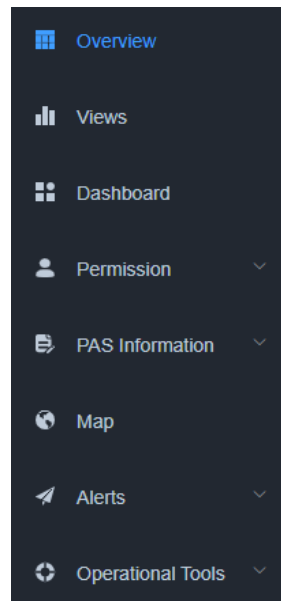 Overview
Views
Dashboard
Permission
PAS Information
Map
Alerts
Operational Tools